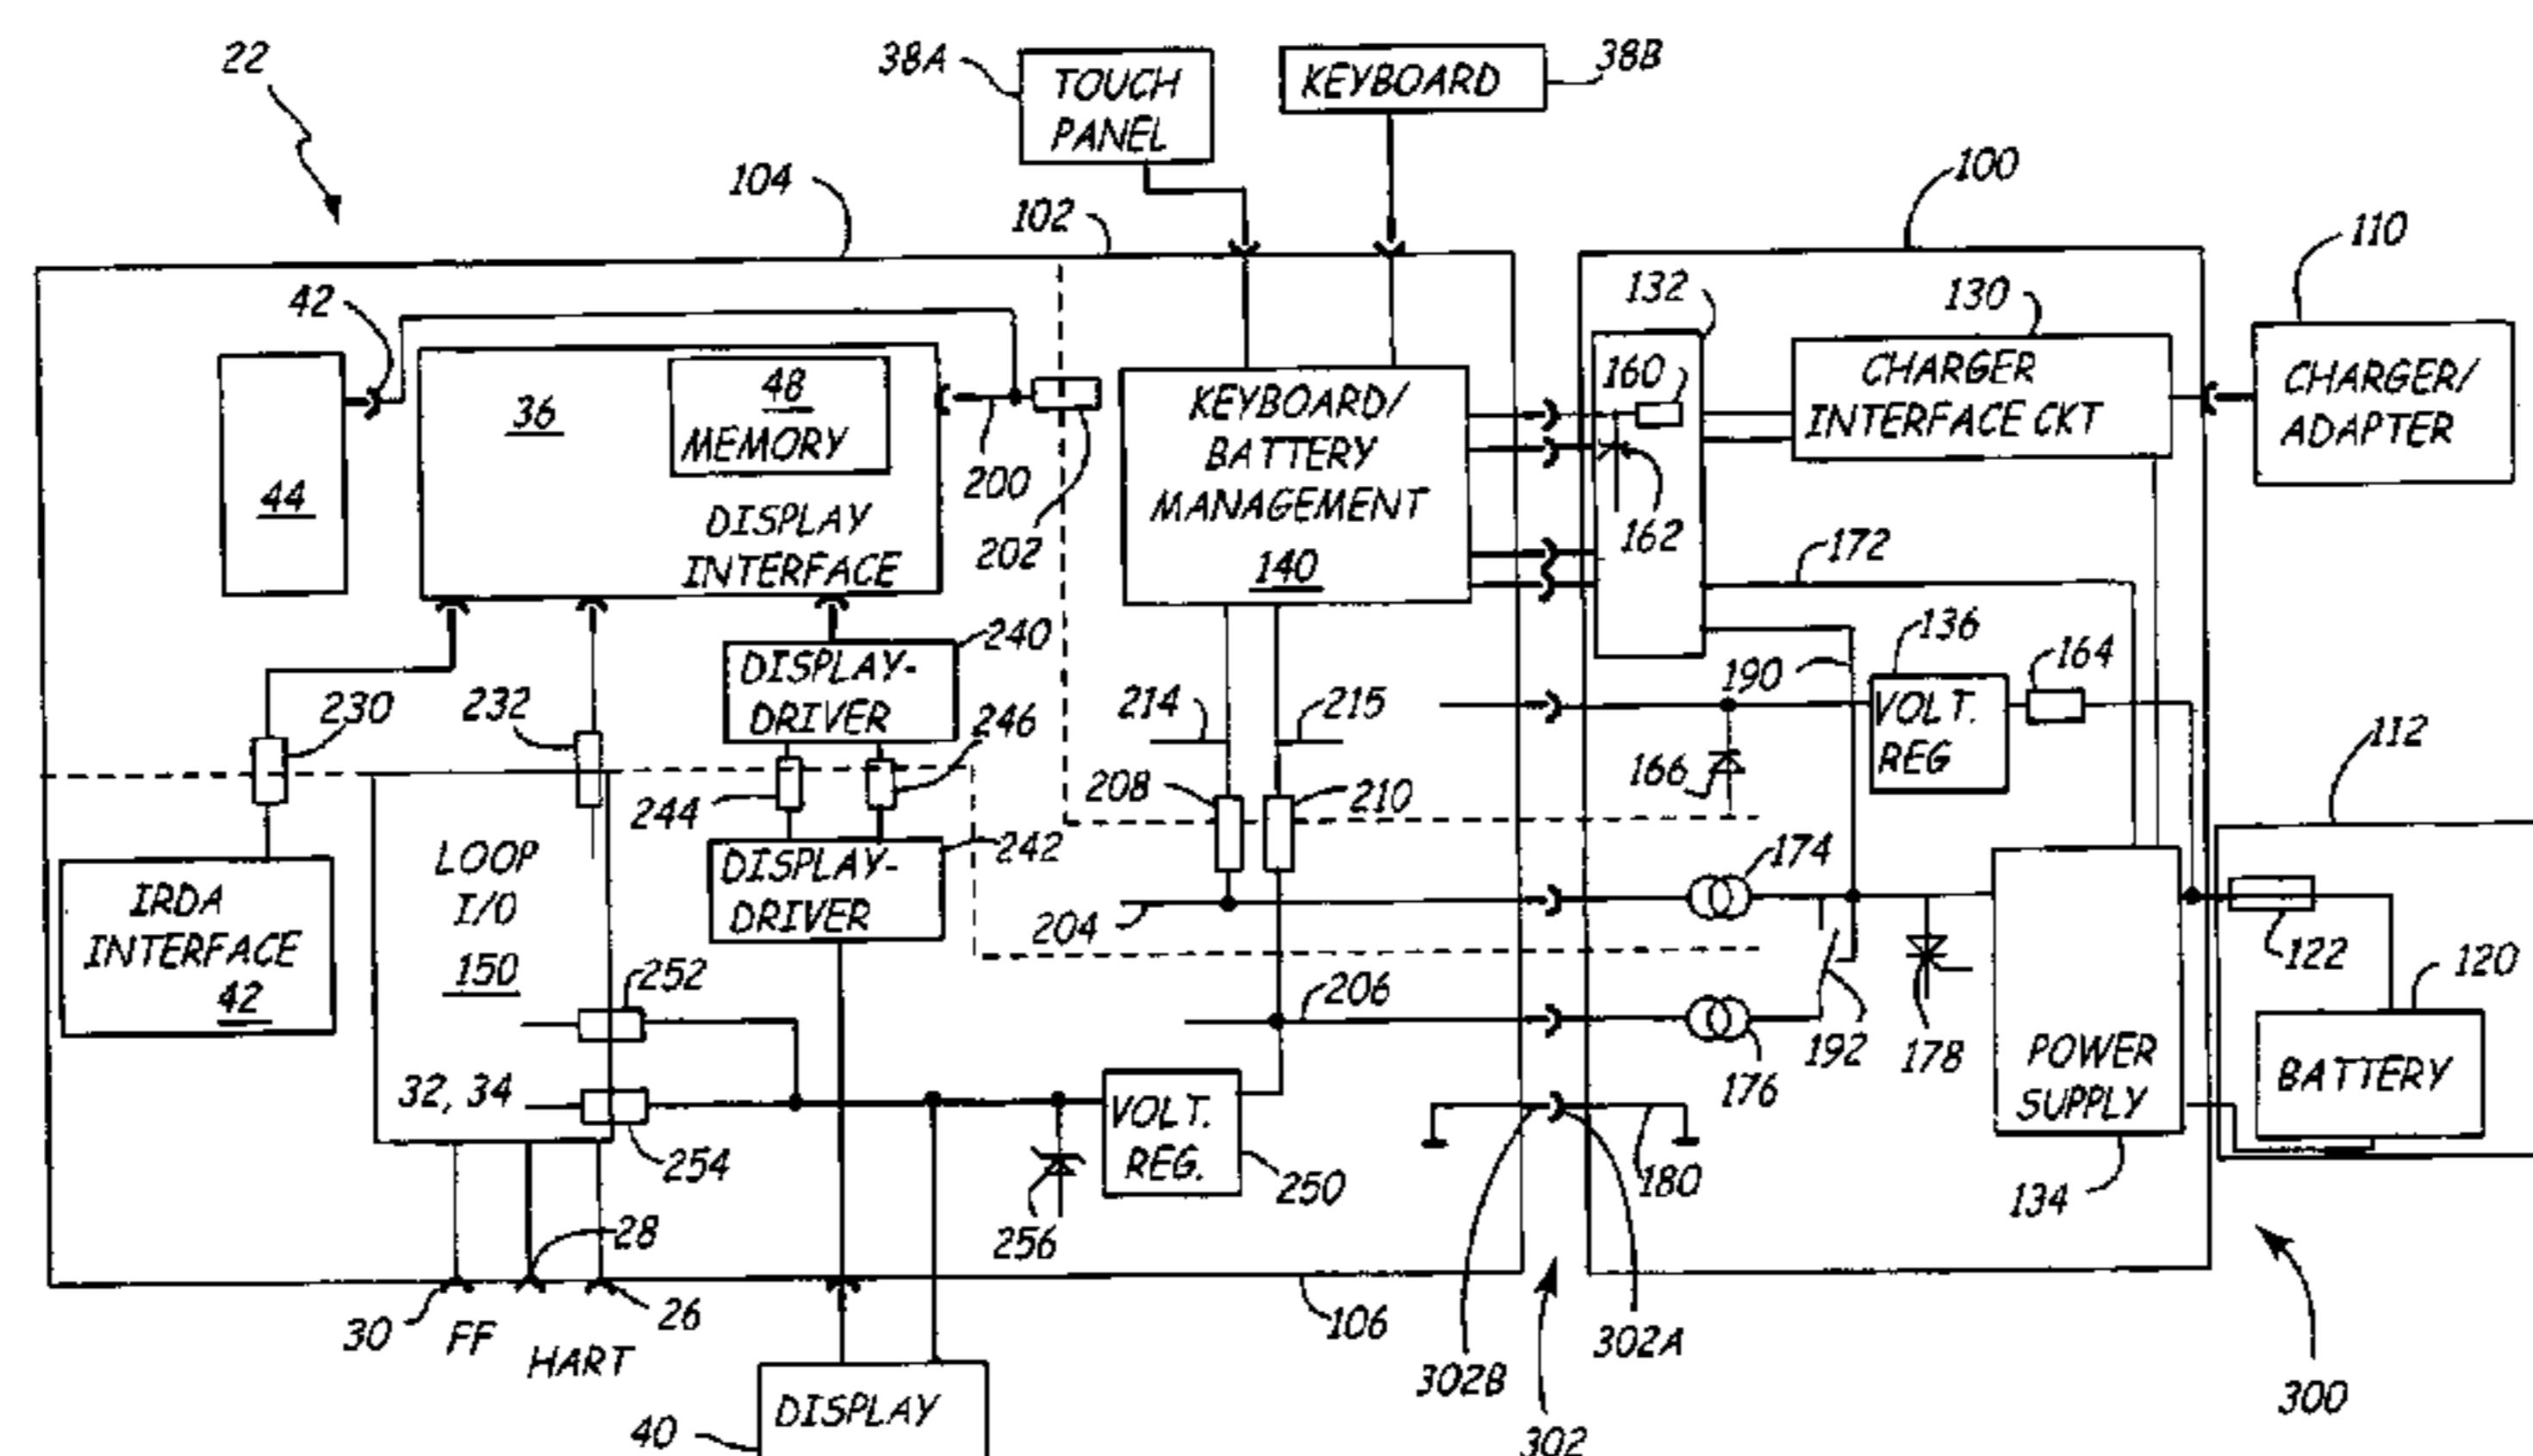 22
38A
TOUCH
PANEL
KEYBOARD
38B
104
102
100
110
42
132
130
36
48
MEMORY
44
200
202
DISPLAY
INTERFACE
KEYBOARD/
BATTERY
MANAGEMENT
140
160
162
CHARGER
INTERFACE CKT
CHARGER/
ADAPTER
172
230
232
240
DISPLAY-
DRIVER
246
244
214
215
208
210
190
136
164
VOLT.
REG
166
112
IRDA
INTERFACE
42
LOOP
I/O
150
32, 34
242
DISPLAY-
DRIVER
204
174
122
252
254
206
176
192
178
POWER
SUPPLY
134
120
BATTERY
VOLT.
REG.
250
256
180
28
30
FF
HART
26
106
302B
302A
302
300
40
DISPLAY